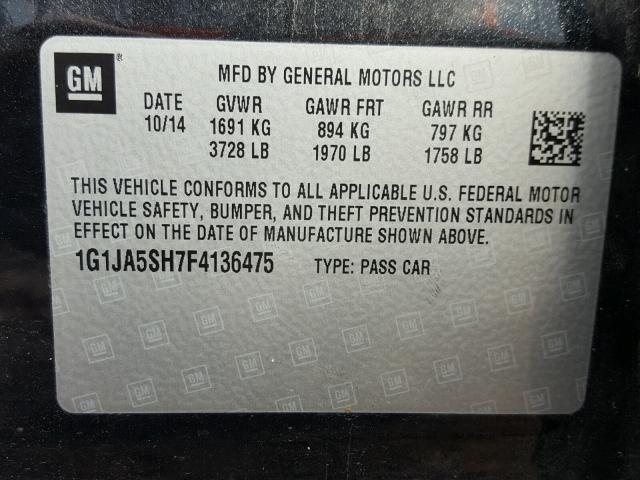 GM ® MFD BY GENERAL MOTORS LLC
DATE GVWR GAWR FRT GAWR RR
10/14 1691 KG 894 KG 797 KG
3728 LB 1970 LB 1758 LB
THIS VEHICLE CONFORMS TO ALL APPLICABLE U.S. FEDERAL MOTOR
VEHICLE SAFETY, BUMPER, AND THEFT PREVENTION STANDARDS IN
EFFECT ON THE DATE OF MANUFACTURE SHOWN ABOVE.
1G1JA5SH7F4136475 TYPE: PASS CAR